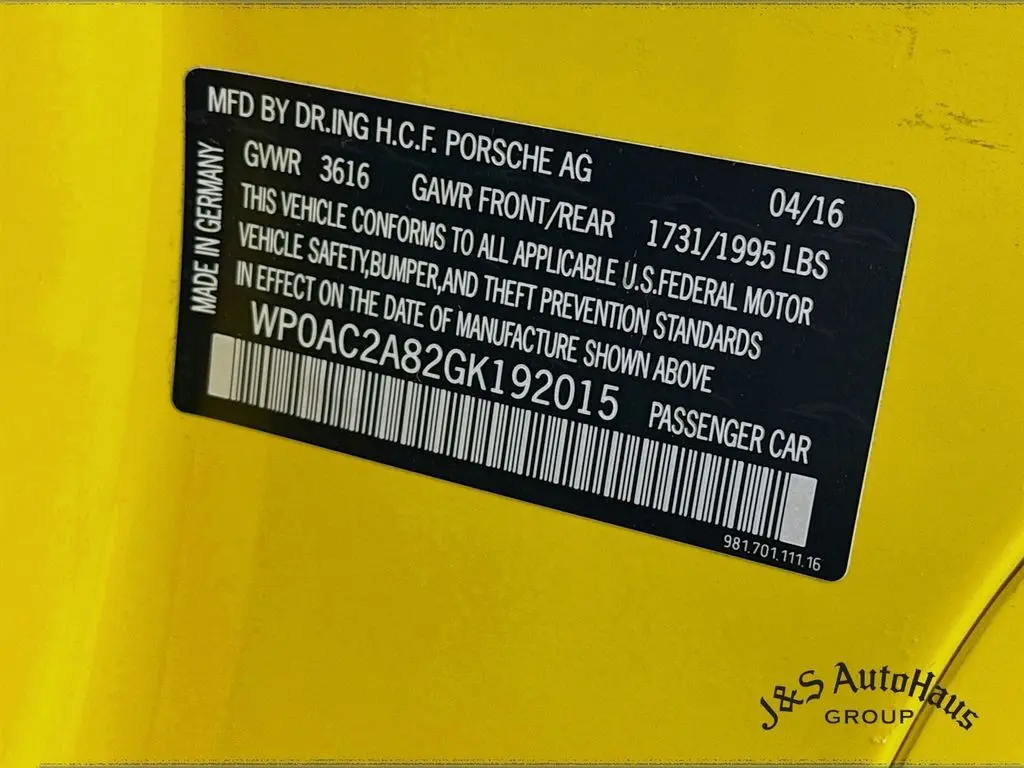 MFD BY DR.ING H.C.F. PORSCHE AG 04/16
GVWR 3616 GAWR FRONT/REAR 1731/1995 LBS
THIS VEHICLE CONFORMS TO ALL APPLICABLE U.S.FEDERAL MOTOR
VEHICLE SAFETY,BUMPER,AND THEFT PREVENTION STANDARDS
IN EFFECT ON THE DATE OF MANUFACTURE SHOWN ABOVE
WP0AC2A82GK192015 PASSENGER CAR
MADE IN GERMANY
981.701.111.16
J&S AutoHaus
GROUP